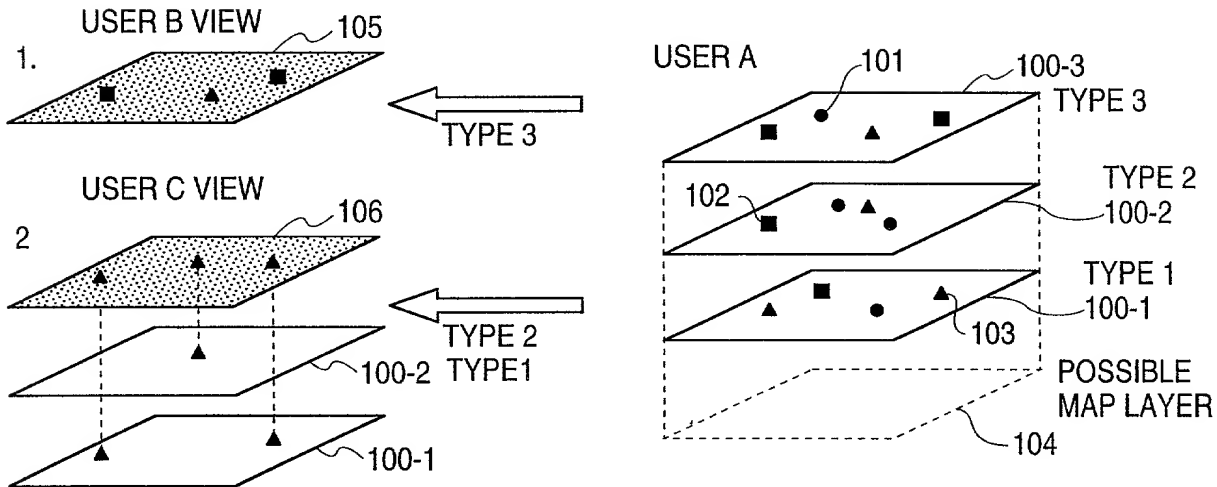 USER B VIEW
105
1.
TYPE 3
USER C VIEW
106
2
TYPE 2
TYPE1
100-2
100-1
USER A
101
100-3
TYPE 3
102
TYPE 2
100-2
TYPE 1
100-1
103
POSSIBLE
MAP LAYER
104